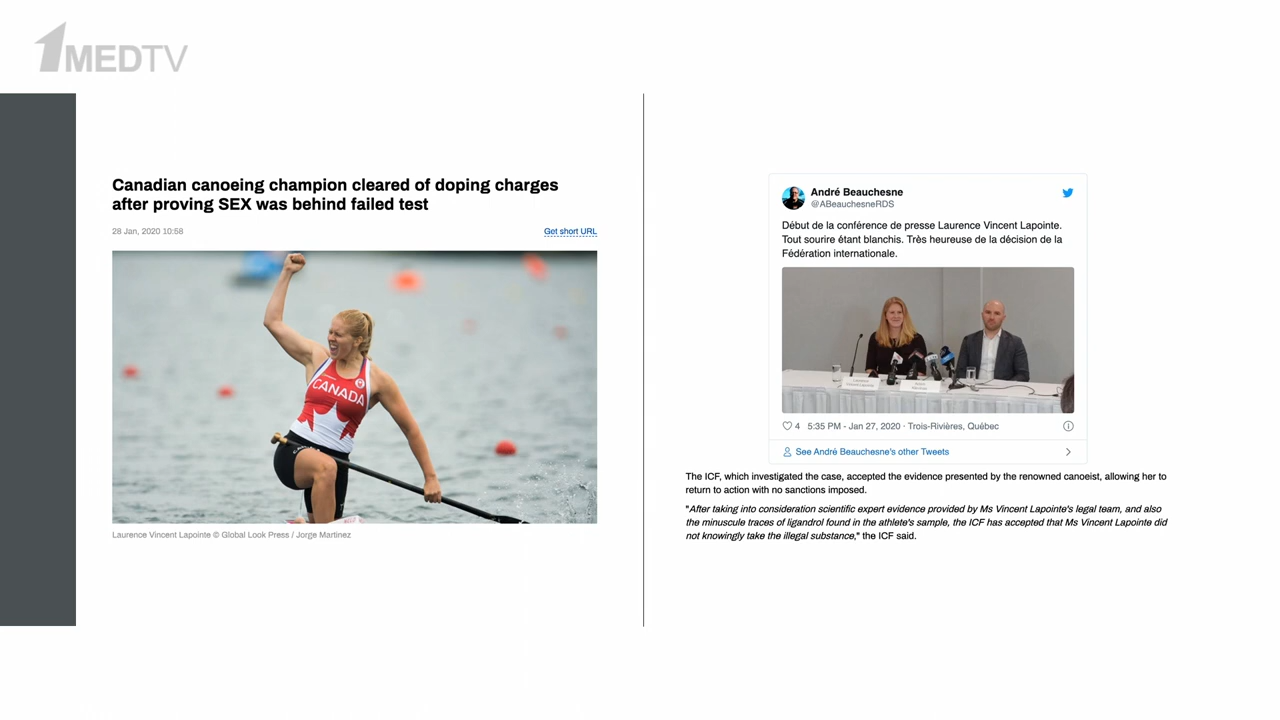 1MEDTV
Canadian canoeing champion cleared of doping charges
after proving SEX was behind failed test
28 Jan, 2020 10:58
Get short URL
CANADA
Laurence Vincent Lapointe © Global Look Press / Jorge Martinez
André Beauchesne
@ABeauchesneRDS
Début de la conférence de presse Laurence Vincent Lapointe.
Tout sourire étant blanchis. Très heureuse de la décision de la
Fédération internationale.
4 5:35 PM - Jan 27, 2020 · Trois-Rivières, Québec
See André Beauchesne's other Tweets
The ICF, which investigated the case, accepted the evidence presented by the renowned canoeist, allowing her to
return to action with no sanctions imposed.
"After taking into consideration scientific expert evidence provided by Ms Vincent Lapointe's legal team, and also
the minuscule traces of ligandrol found in the athlete's sample, the ICF has accepted that Ms Vincent Lapointe did
not knowingly take the illegal substance," the ICF said.